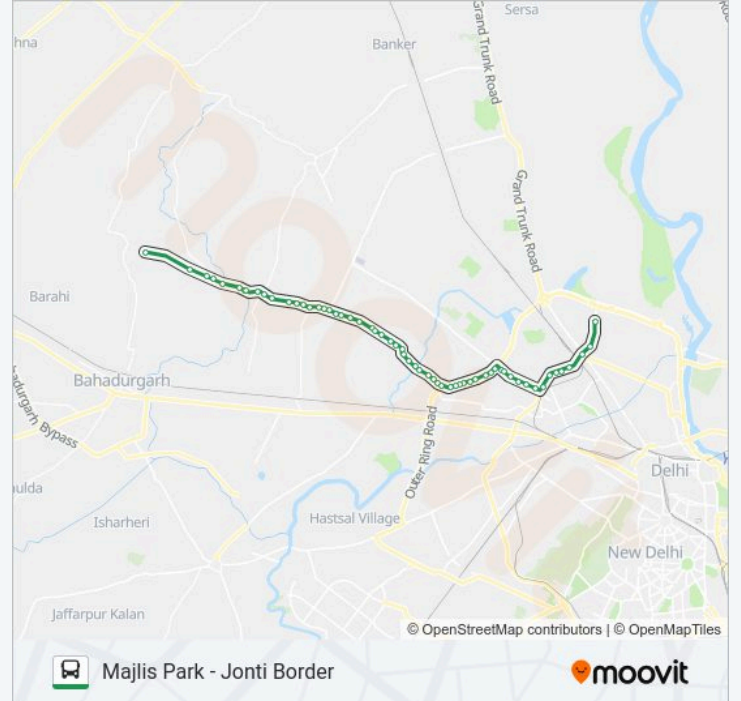 Sersa
Grand Trunk Road
hna
Banker
Grand Trunk Road
Barahi
Bahadurgarh
hadurgarh Bypass
Outer Ring Road
Delhi
ulda
Isharheri
Hastsal Village
New Delhi
Jaffarpur Kalan
© OpenStreetMap contributors | © OpenMapTiles
Majlis Park - Jonti Border
moovit